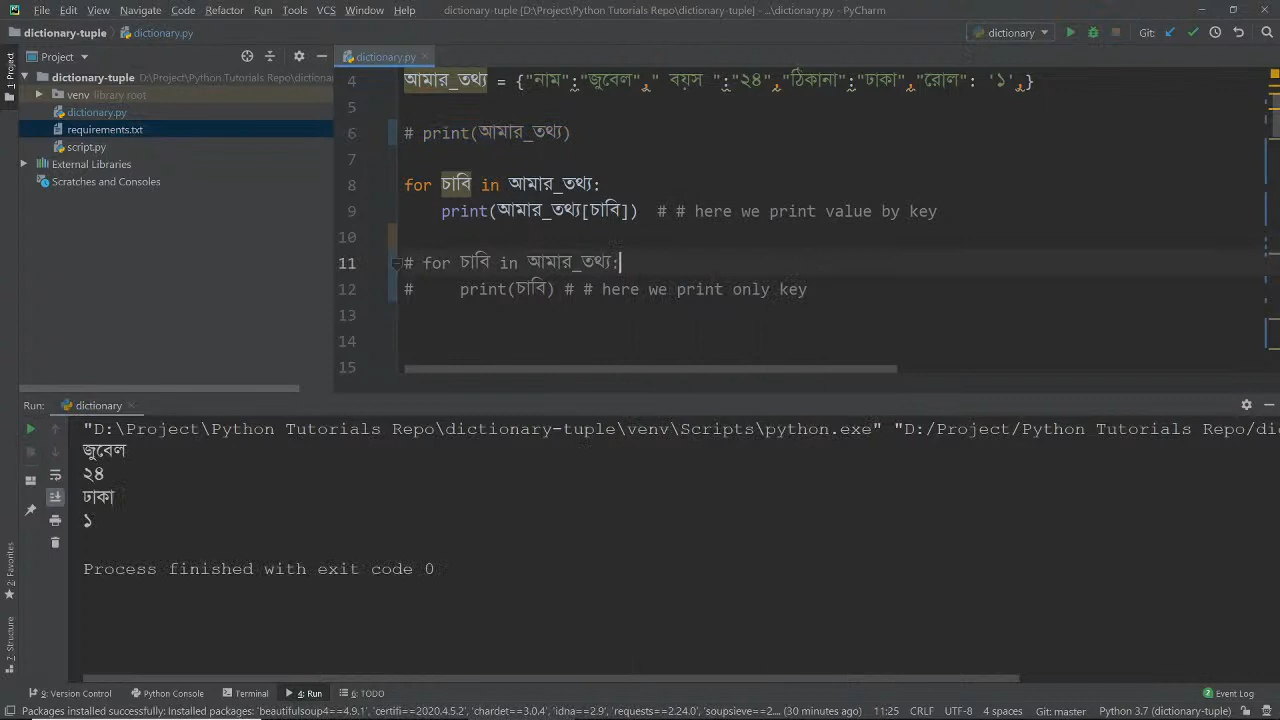 File Edit View Navigate Code Refactor Run Tools VCS Window Help dictionary-tuple [D:\Project\Python Tutorials Repo\dictionary-tuple] - ...\dictionary.py - PyCharm
dictionary-tuple dictionary.py dictionary Git:
Project dictionary.py
1: Project
dictionary-tuple D:\Project\Python Tutorials Repo\dictionar
venv library root
dictionary.py
requirements.txt
script.py
External Libraries
Scratches and Consoles
4 আমার_তথ্য = {"নাম":"জুবেল"," বয়স ":"২৪","ঠিকানা":"ঢাকা","রোল": '১',}
5
6 # print(আমার_তথ্য)
7
8 for চাবি in আমার_তথ্য:
9 print(আমার_তথ্য[চাবি]) # # here we print value by key
10
11 # for চাবি in আমার_তথ্য:
12 # print(চাবি) # # here we print only key
13
14
15
Run: dictionary
"D:\Project\Python Tutorials Repo\dictionary-tuple\venv\Scripts\python.exe" "D:/Project/Python Tutorials Repo/di
জুবেল
২৪
ঢাকা
১
Process finished with exit code 0
2: Favorites
7: Structure
9: Version Control Python Console Terminal 4: Run 6: TODO 2 Event Log
Packages installed successfully: Installed packages: 'beautifulsoup4==4.9.1', 'certifi==2020.4.5.2', 'chardet==3.0.4', 'idna==2.9', 'requests==2.24.0', 'soupsieve==2... (30 minutes ago) 11:25 CRLF UTF-8 4 spaces Git: master Python 3.7 (dictionary-tuple)